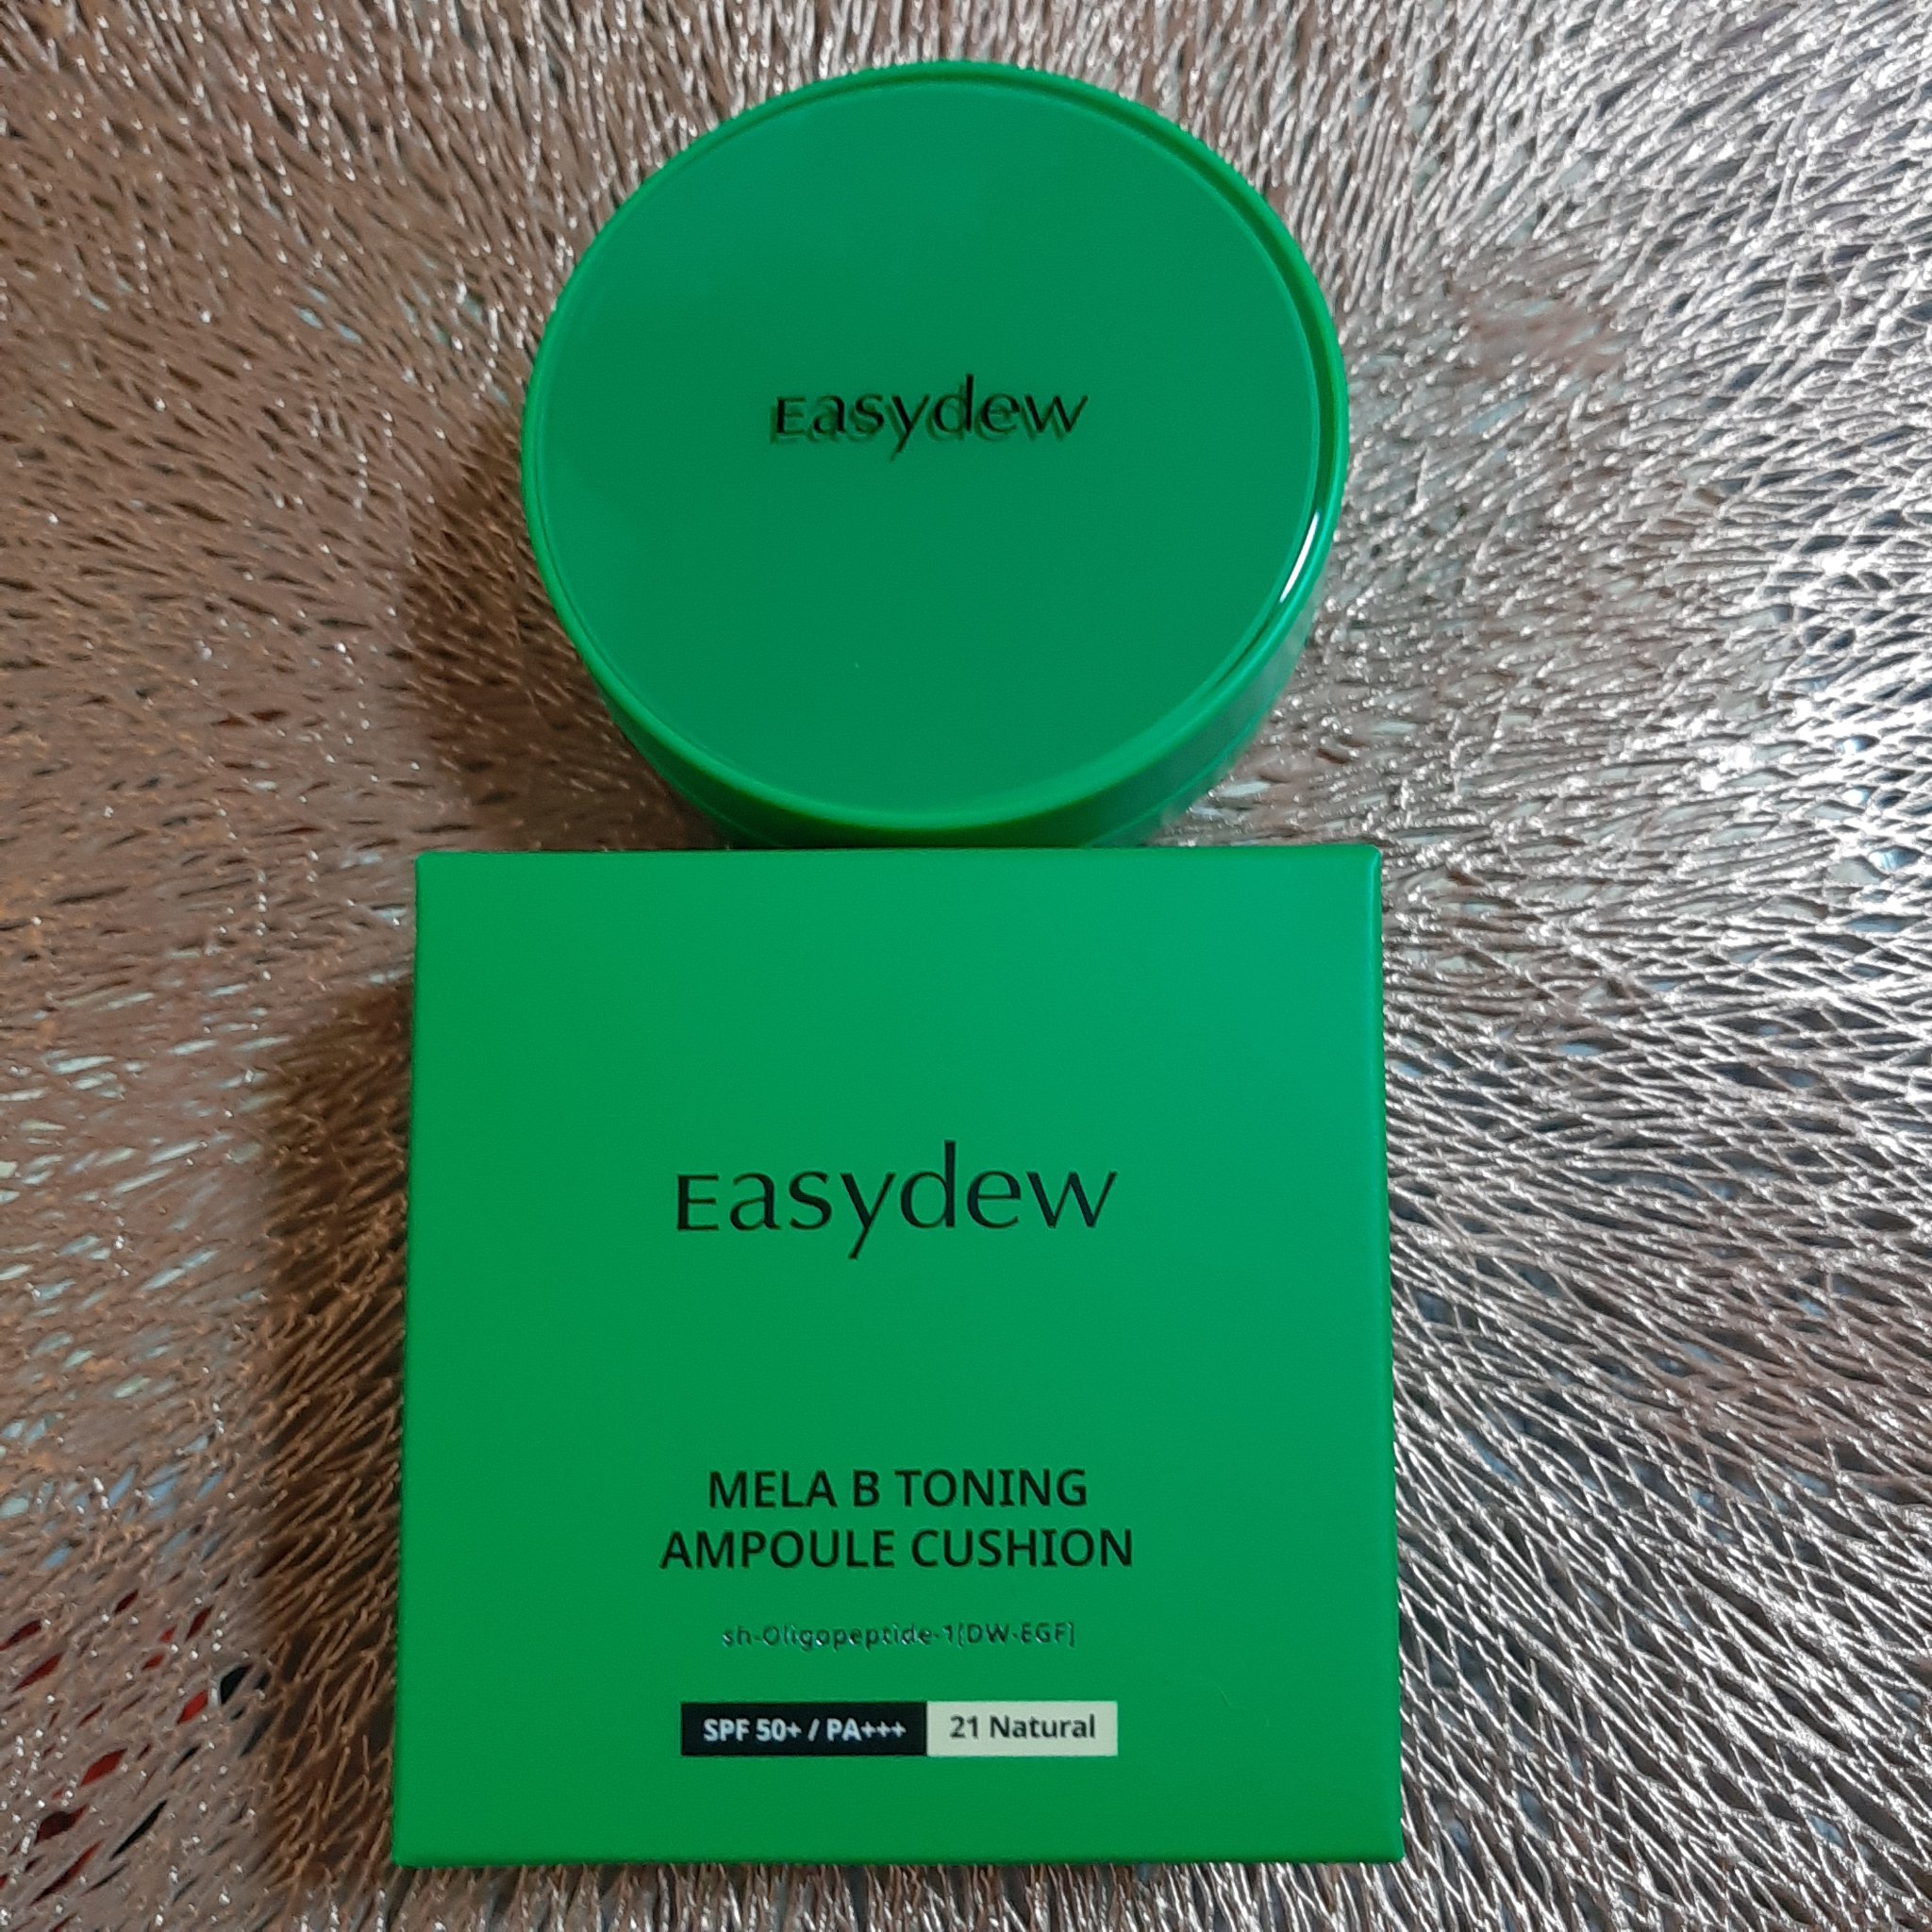 Easydew
Easydew
MELA B TONING
AMPOULE CUSHION
sh-Oligopeptide-1[DW-EGF]
SPF 50+ / PA+++ 21 Natural